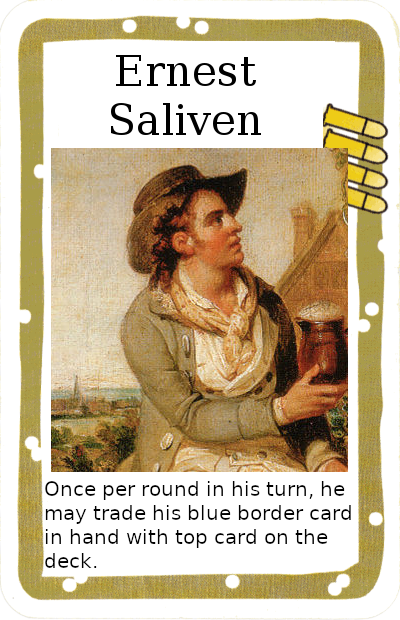 Ernest
Saliven
Once per round in his turn, he
may trade his blue border card
in hand with top card on the
deck.